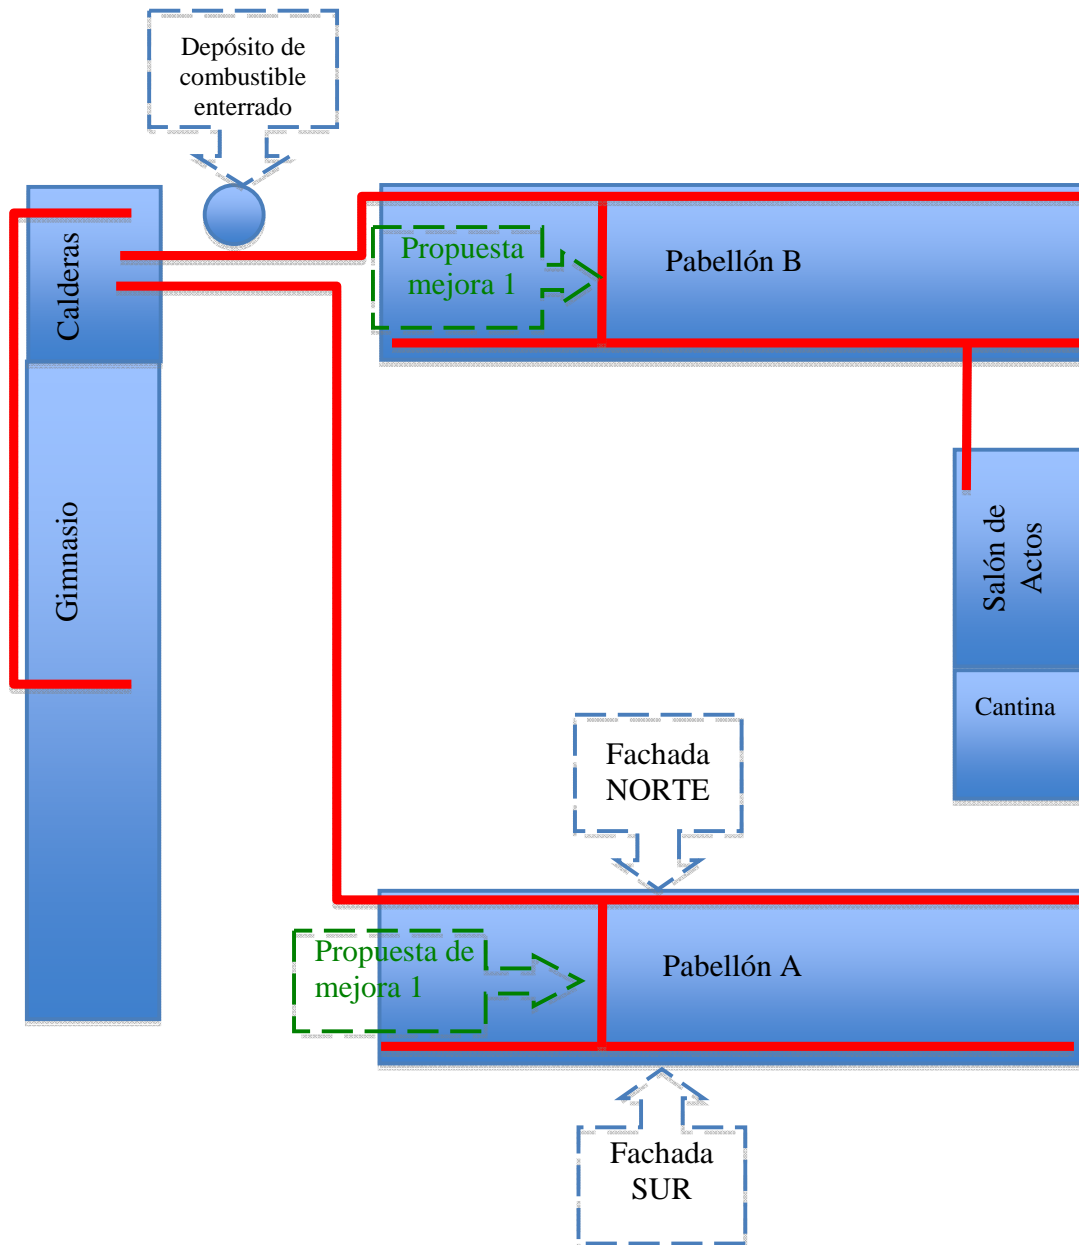 Depósito de
combustible
enterrado
Calderas
Propuesta
mejora 1
Pabellón B
Gimnasio
Salón de
Actos
Cantina
Fachada
NORTE
Propuesta de
mejora 1
Pabellón A
Fachada
SUR